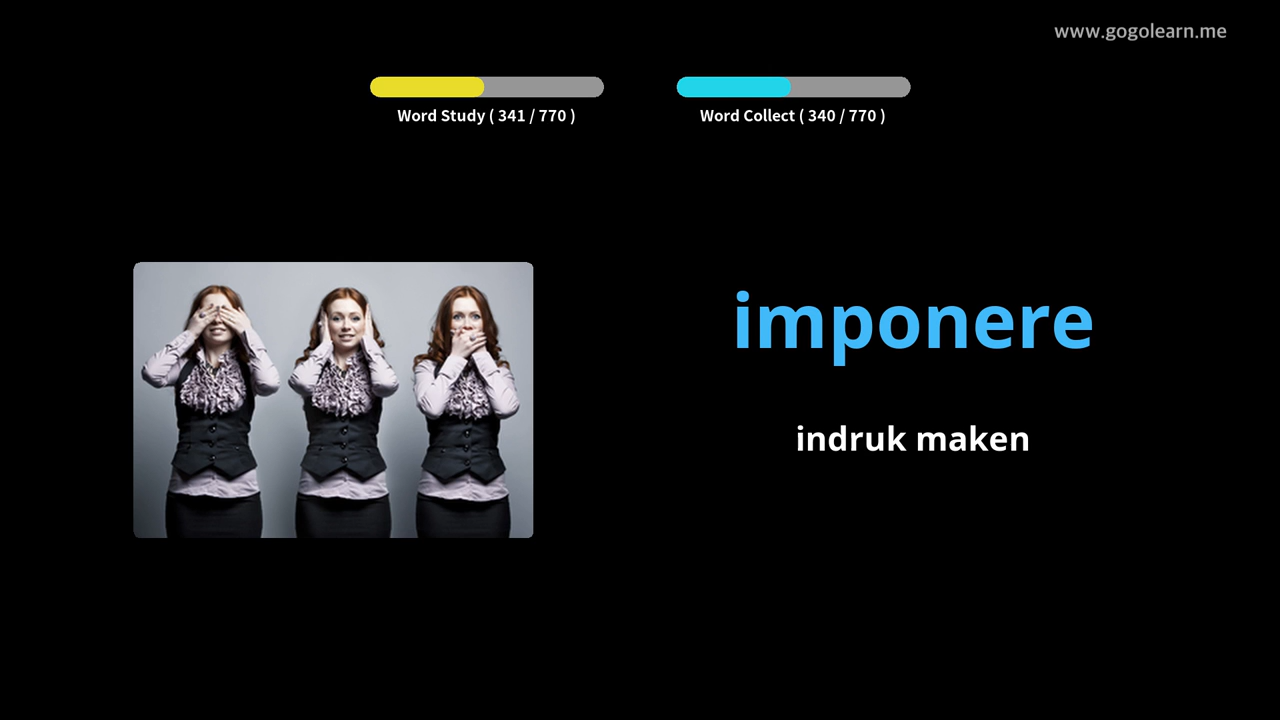 www.gogolearn.me
Word Study ( 341 / 770 )
Word Collect ( 340 / 770 )
imponere
indruk maken